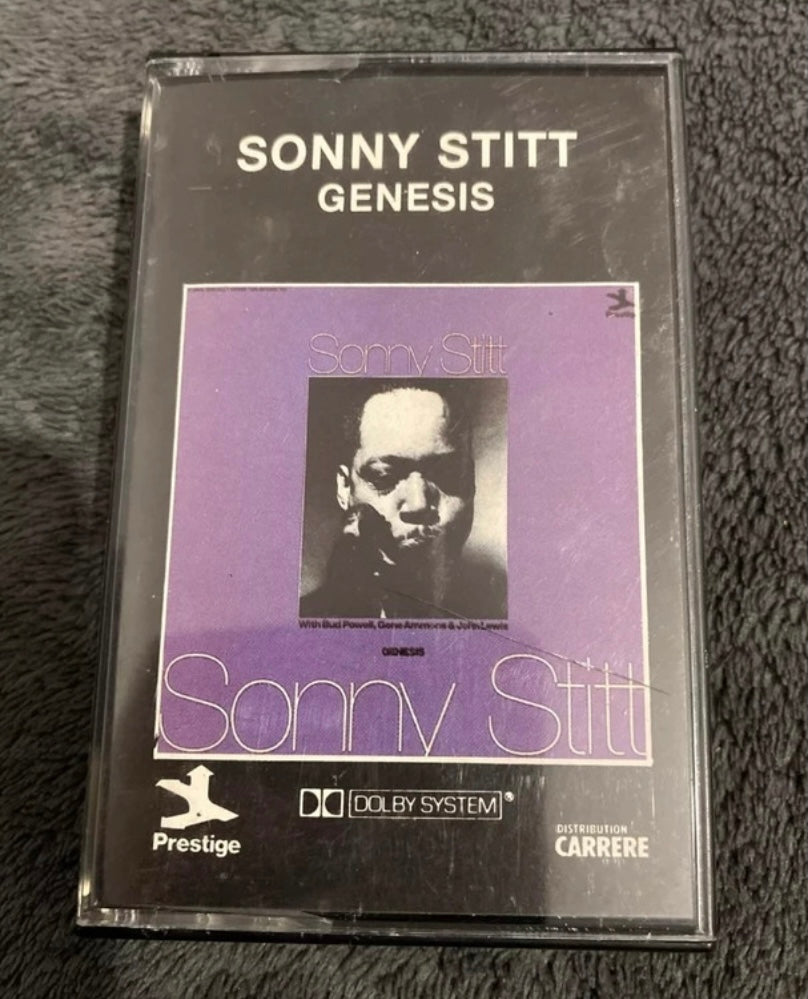 SONNY STITT
GENESIS
Prestige
Sonny Stitt
With Bud Powell, Gene Ammons & John Lewis
GENESIS
Sonny Stitt
Prestige
DOLBY SYSTEM®
DISTRIBUTION
CARRERE